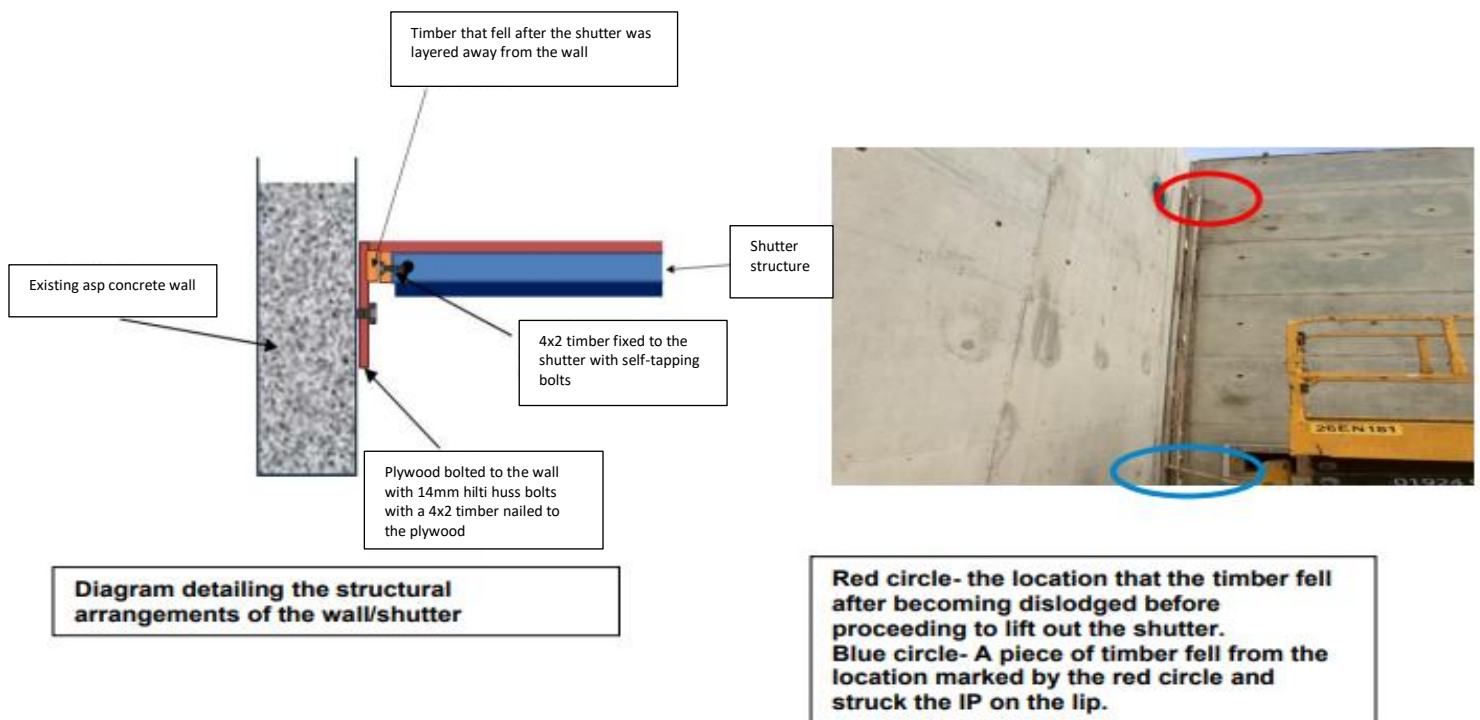 Timber that fell after the shutter was
layered away from the wall
Existing asp concrete wall
Shutter
structure
4x2 timber fixed to the
shutter with self-tapping
bolts
Plywood bolted to the wall
with 14mm hilti huss bolts
with a 4x2 timber nailed to
the plywood
Diagram detailing the structural
arrangements of the wall/shutter
26EN181
01924
Red circle- the location that the timber fell
after becoming dislodged before
proceeding to lift out the shutter.
Blue circle- A piece of timber fell from the
location marked by the red circle and
struck the IP on the lip.